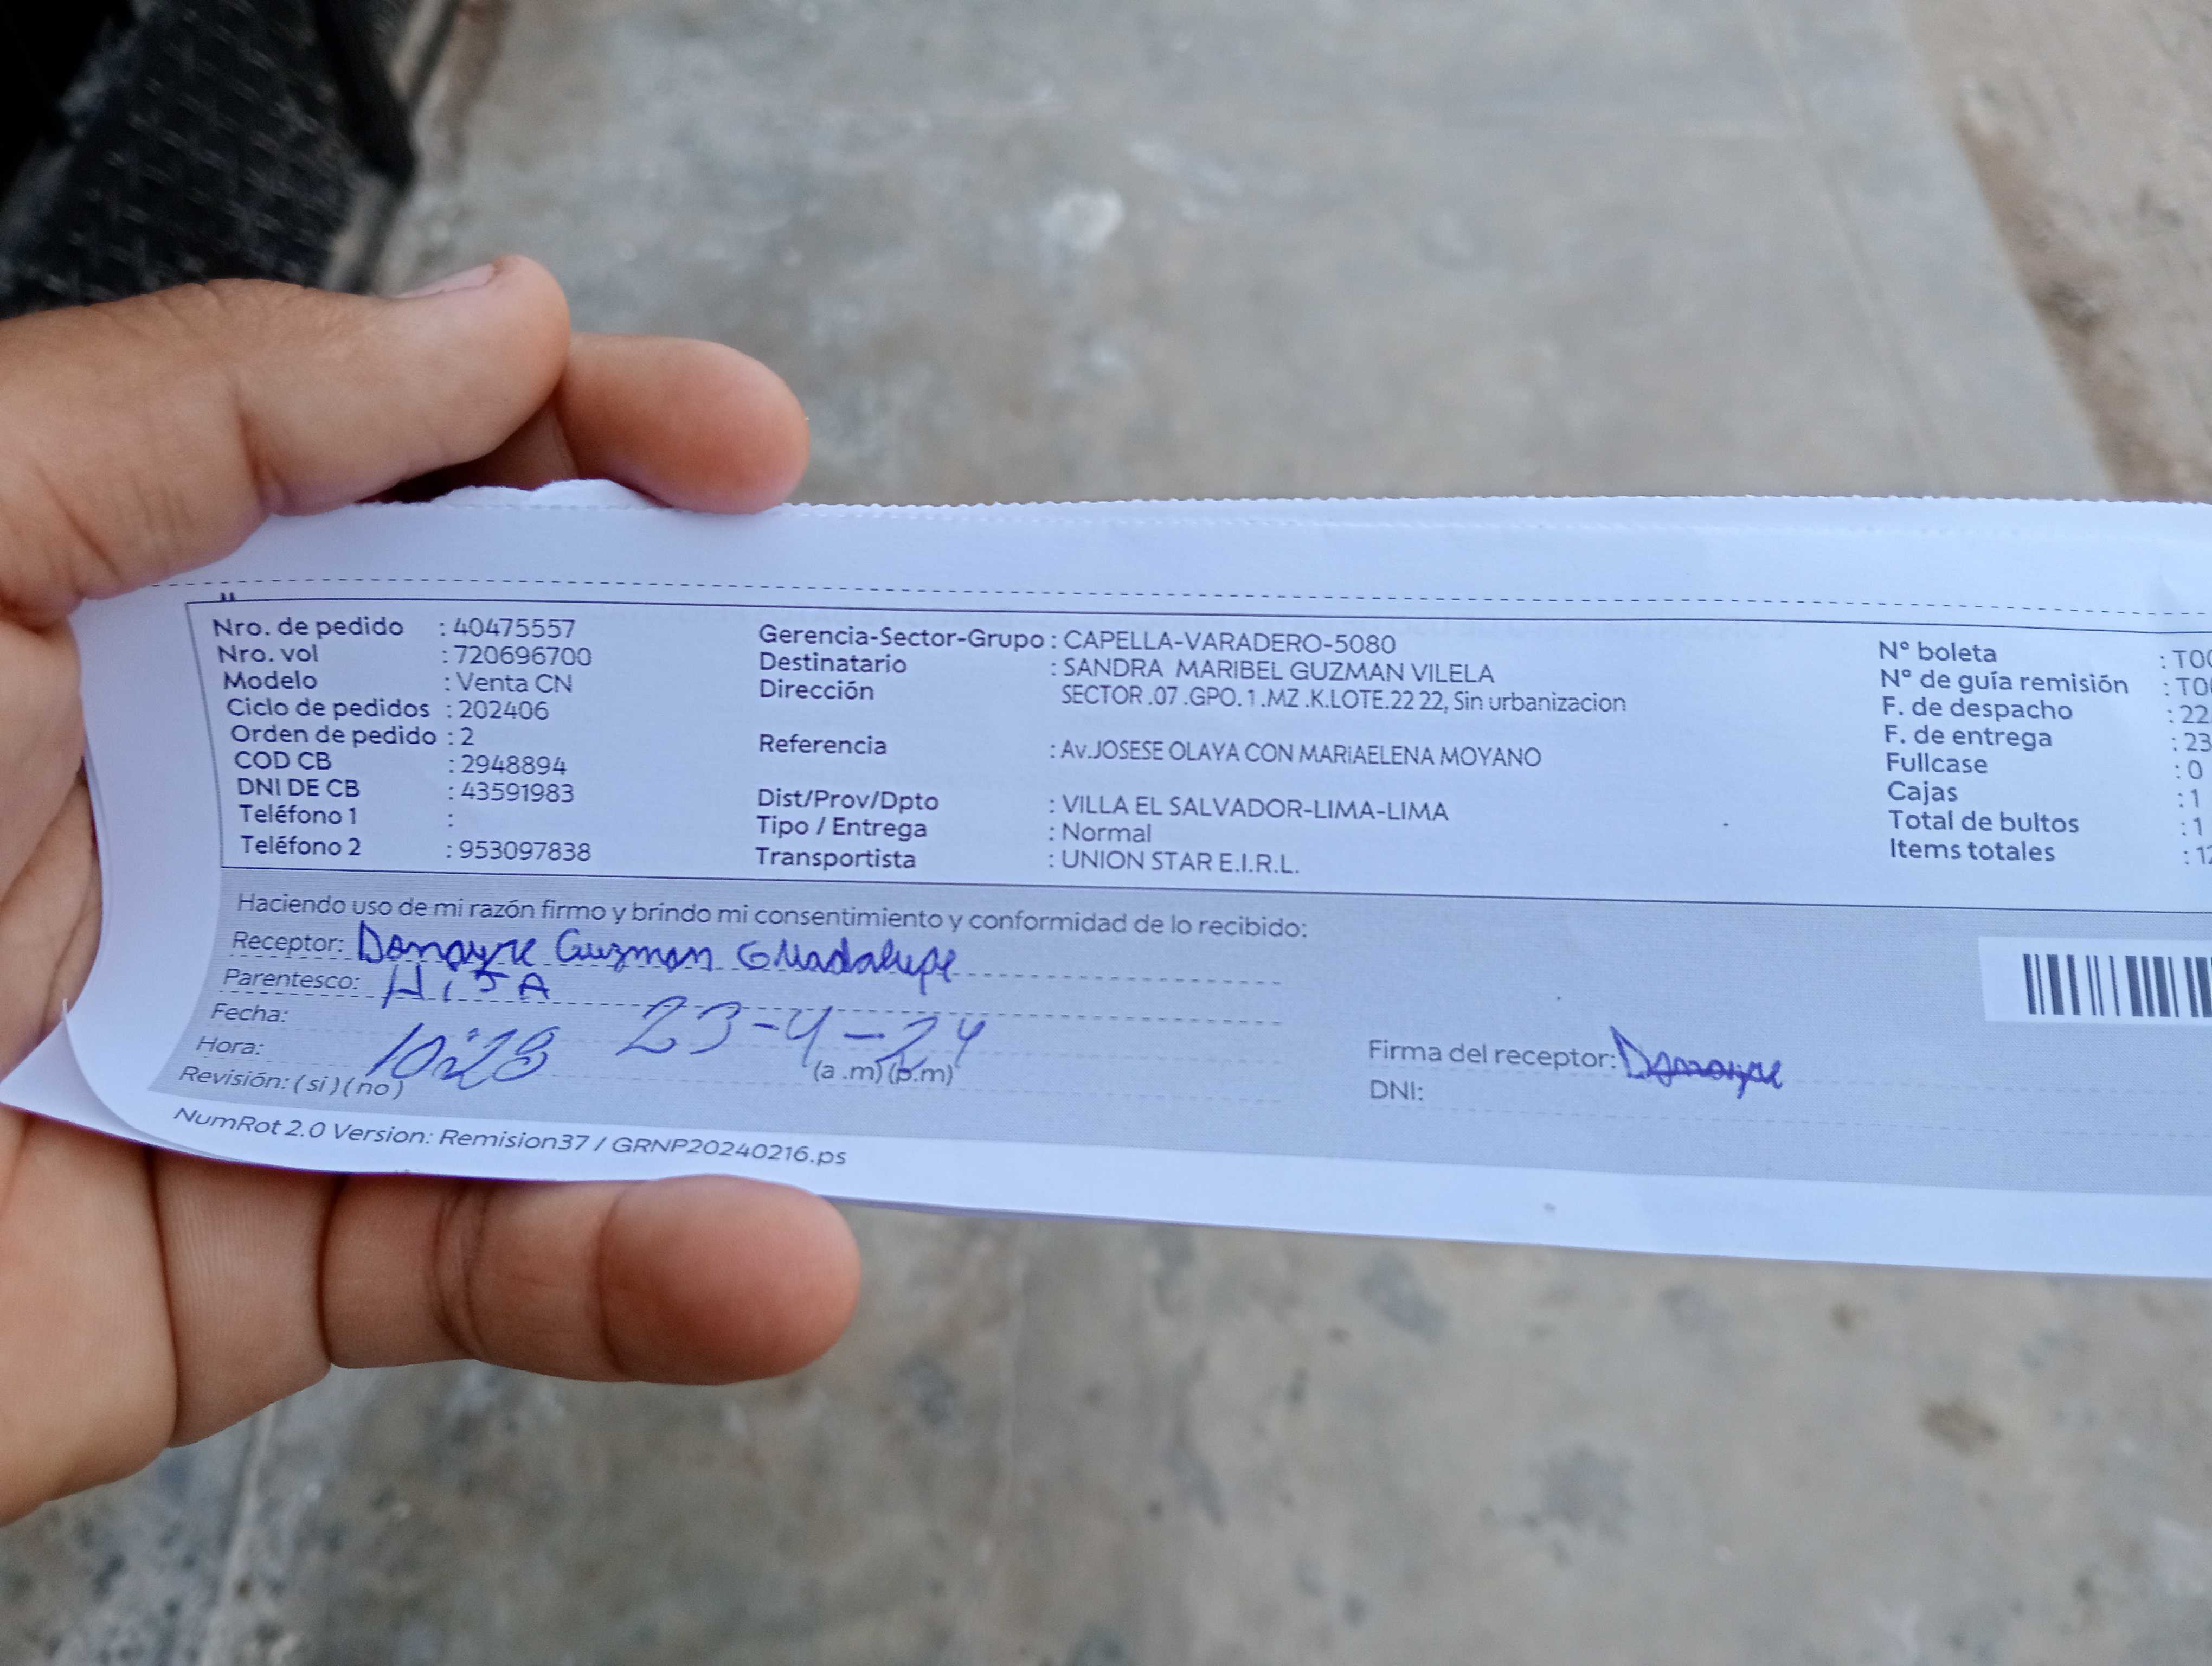 Nro. de pedido : 40475557
Nro. vol : 720696700
Modelo : Venta CN
Ciclo de pedidos : 202406
Orden de pedido : 2
COD CB : 2948894
DNI DE CB : 43591983
Teléfono 1 :
Teléfono 2 : 953097838
Gerencia-Sector-Grupo : CAPELLA-VARADERO-5080
Destinatario : SANDRA MARIBEL GUZMAN VILELA
Dirección SECTOR .07 .GPO. 1 .MZ .K.LOTE.22 22, Sin urbanizacion
Referencia : Av.JOSESE OLAYA CON MARiAELENA MOYANO
Dist/Prov/Dpto : VILLA EL SALVADOR-LIMA-LIMA
Tipo / Entrega : Normal
Transportista : UNION STAR E.I.R.L.
N° boleta :
N° de guía remisión :
F. de despacho : 22
F. de entrega : 23
Fullcase : 0
Cajas : 1
Total de bultos : 1
Items totales : 12
Haciendo uso de mi razón firmo y brindo mi consentimiento y conformidad de lo recibido:
Receptor: Donayre Guzman Guadalupe
Parentesco: HIJA
Fecha: 23-4-24
Hora: 10:28 (a .m) (p.m)
Revisión: ( si ) ( no )
Firma del receptor: Donayre
DNI:
NumRot 2.0 Version: Remision37 / GRNP20240216.ps